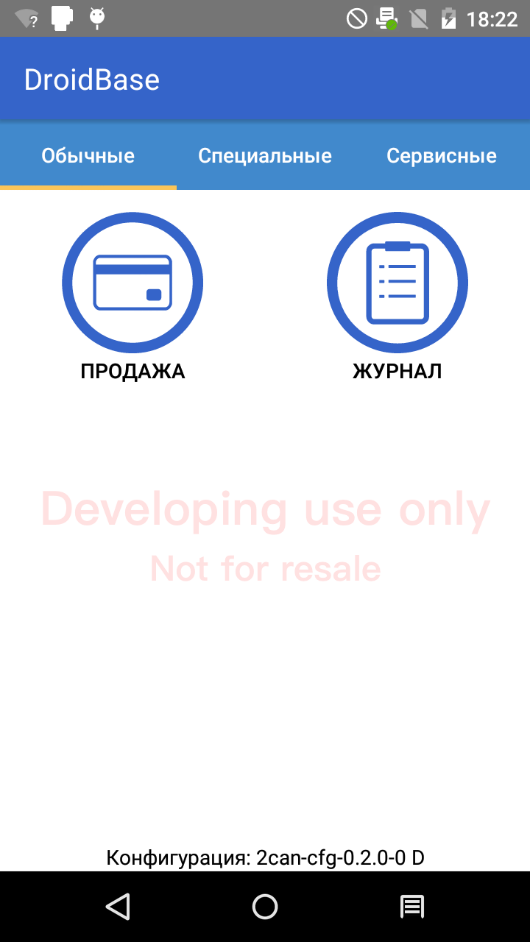 18:22
DroidBase
Обычные Специальные Сервисные
ПРОДАЖА ЖУРНАЛ
Developing use only
Not for resale
Конфигурация: 2can-cfg-0.2.0-0 D